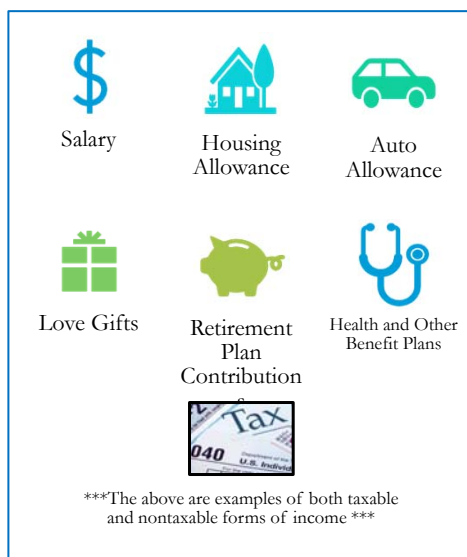 $
Salary
Housing
Allowance
Auto
Allowance
Love Gifts
Retirement
Plan
Contribution
s
Health and Other
Benefit Plans
Tax
040
U.S. Individ
***The above are examples of both taxable
and nontaxable forms of income ***